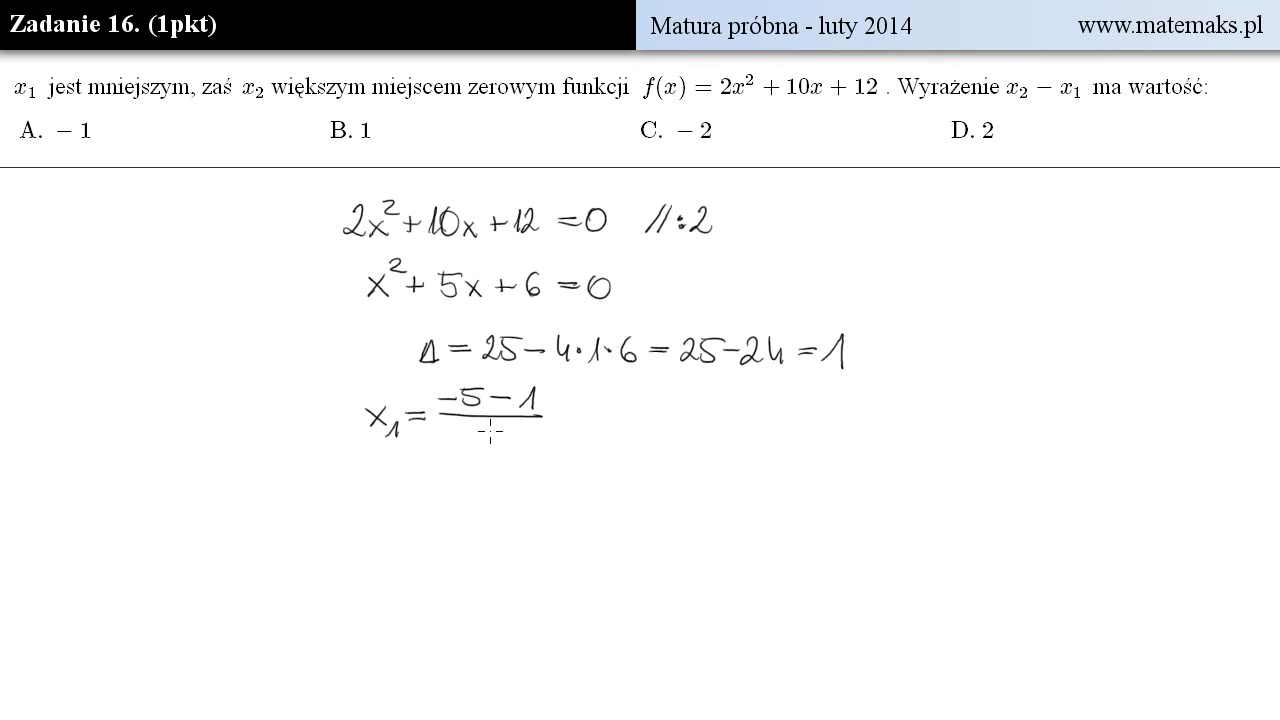 Zadanie 16. (1pkt)
Matura próbna - luty 2014
www.matemaks.pl
x₁ jest mniejszym, zaś x₂ większym miejscem zerowym funkcji f(x) = 2x² + 10x + 12 . Wyrażenie x₂ − x₁ ma wartość:
A. − 1 B. 1 C. − 2 D. 2
2x²+10x+12 =0 //:2
x²+5x+6=0
Δ=25−4·1·6=25−24=1
x₁= −5−1